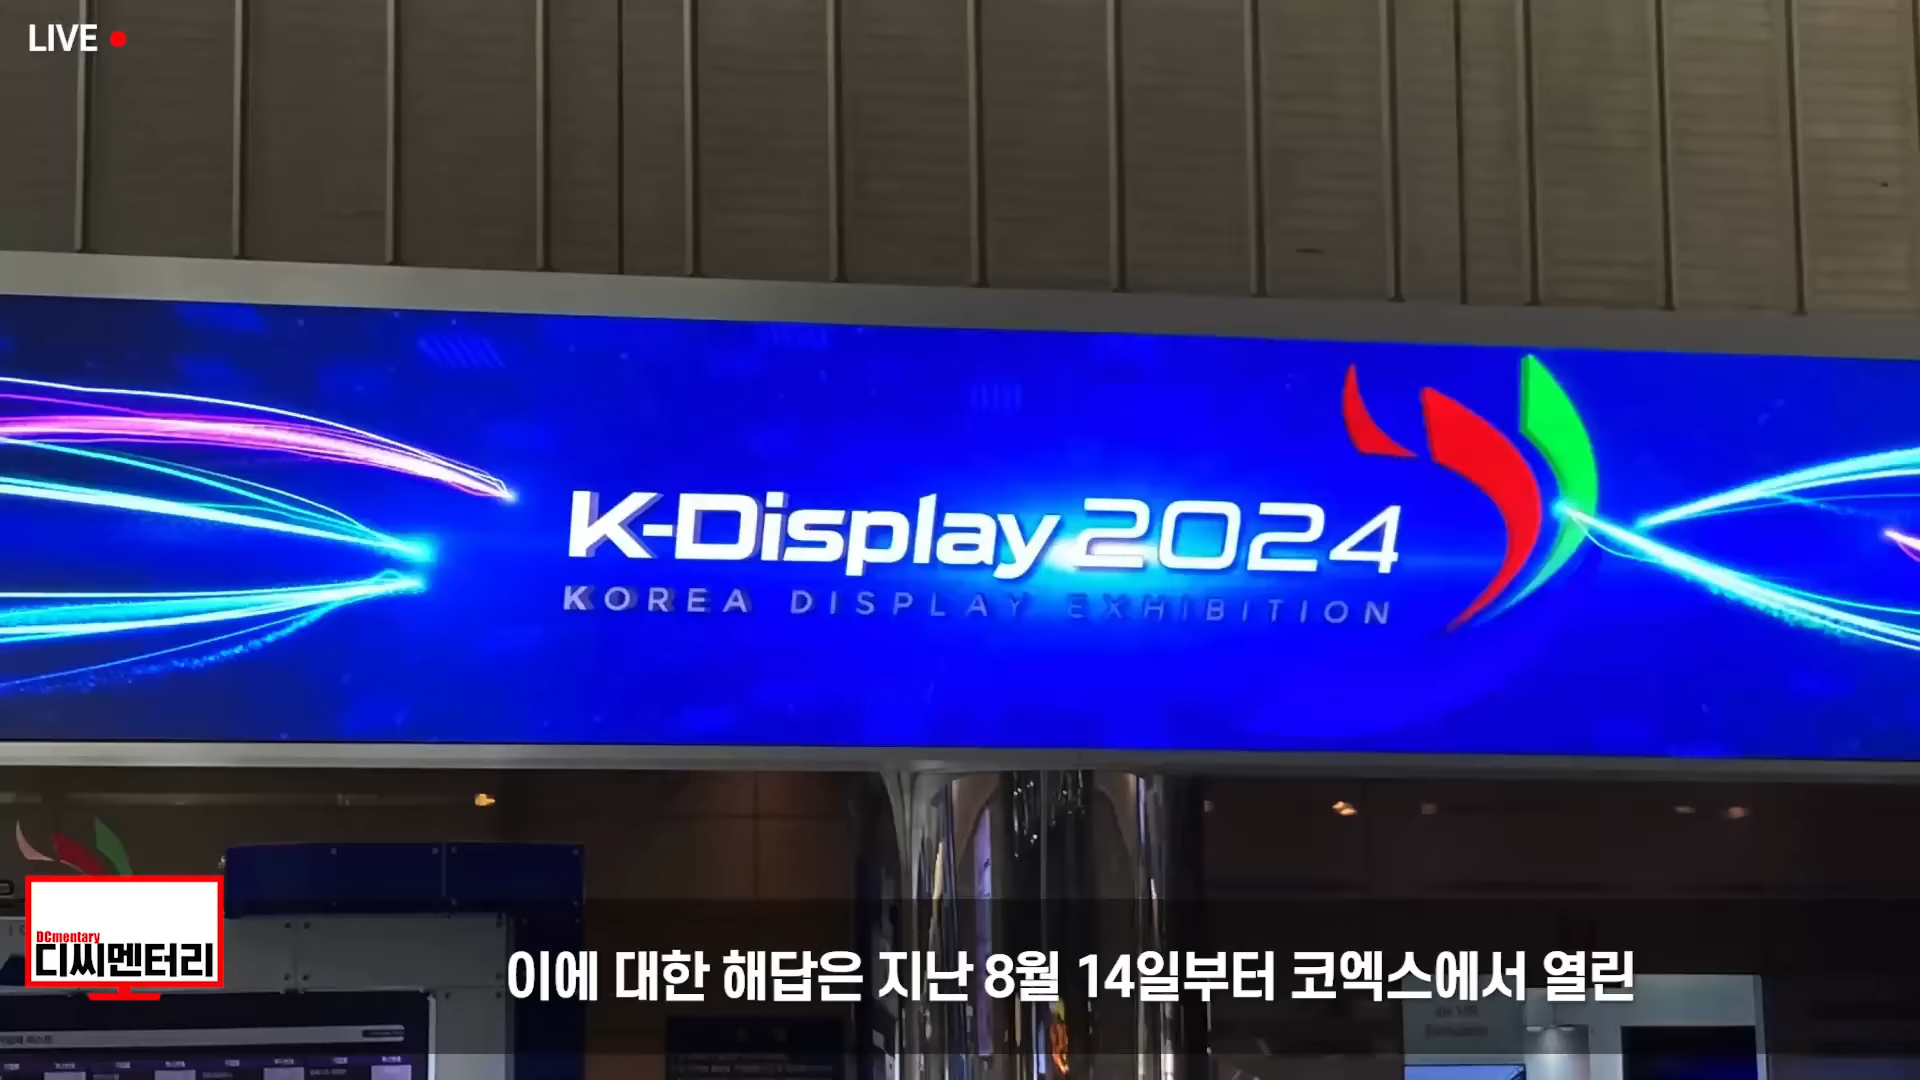 LIVE
K-Display 2024
KOREA DISPLAY EXHIBITION
DCmentary
디씨멘터리
이에 대한 해답은 지난 8월 14일부터 코엑스에서 열린